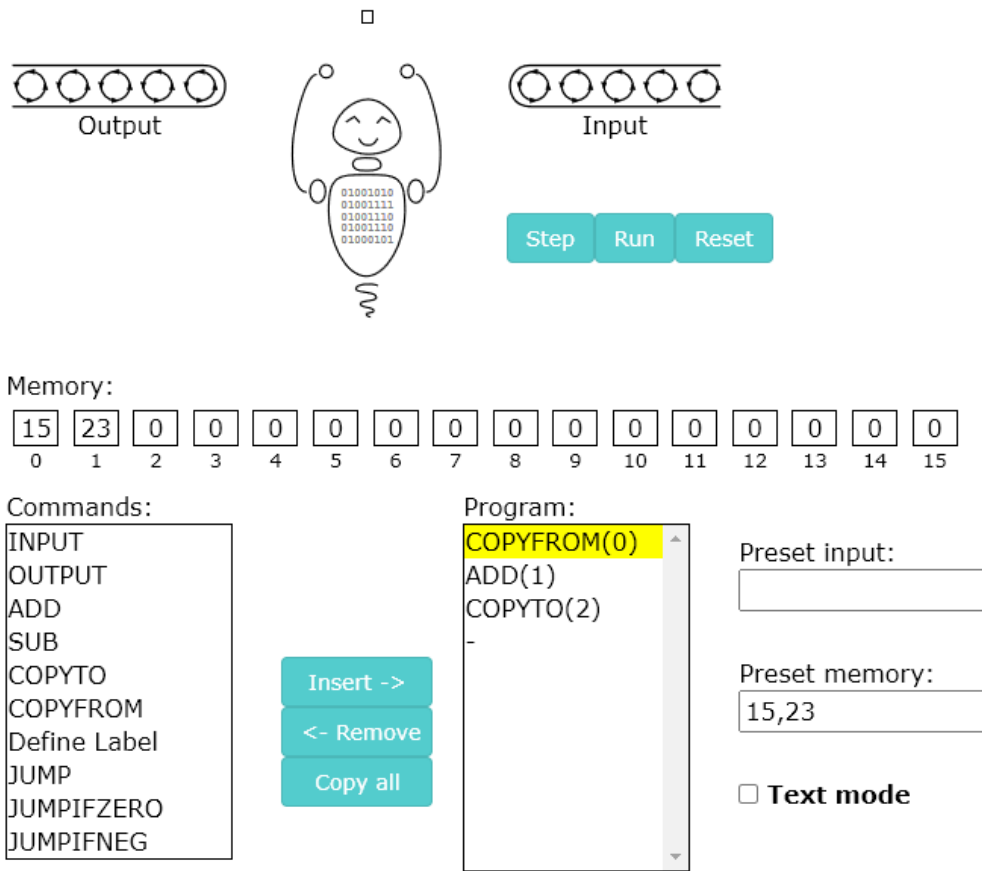 Output
Input
01001010
01001111
01001110
01001110
01000101
Step Run Reset
Memory:
15 23 0 0 0 0 0 0 0 0 0 0 0 0 0 0
0 1 2 3 4 5 6 7 8 9 10 11 12 13 14 15
Commands:
INPUT
OUTPUT
ADD
SUB
COPYTO
COPYFROM
Define Label
JUMP
JUMPIFZERO
JUMPIFNEG
Insert ->
<- Remove
Copy all
Program:
COPYFROM(0)
ADD(1)
COPYTO(2)
-
Preset input:
Preset memory:
15,23
Text mode